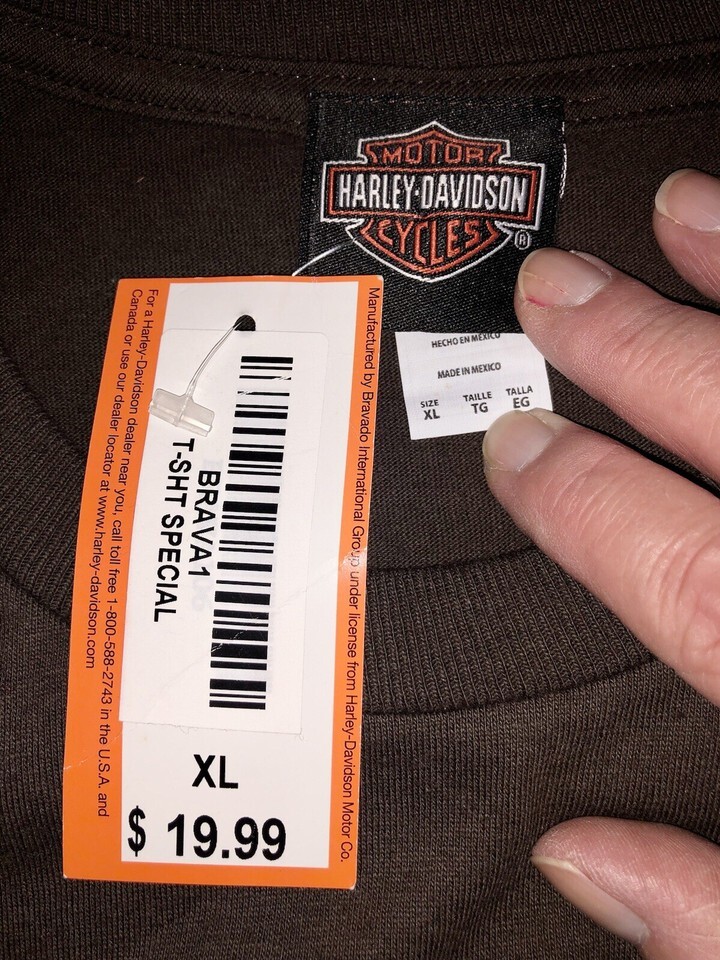 MOTOR
HARLEY-DAVIDSON
CYCLES
®
HECHO EN MEXICO
MADE IN MEXICO
SIZE TAILLE TALLA
XL TG EG
Manufactured by Bravado International Group under license from Harley-Davidson Motor Co.
BRAVA1
T-SHT SPECIAL
For a Harley-Davidson dealer near you, call toll free 1-800-588-2743 in the U.S.A. and
Canada or use our dealer locator at www.harley-davidson.com
XL
$ 19.99